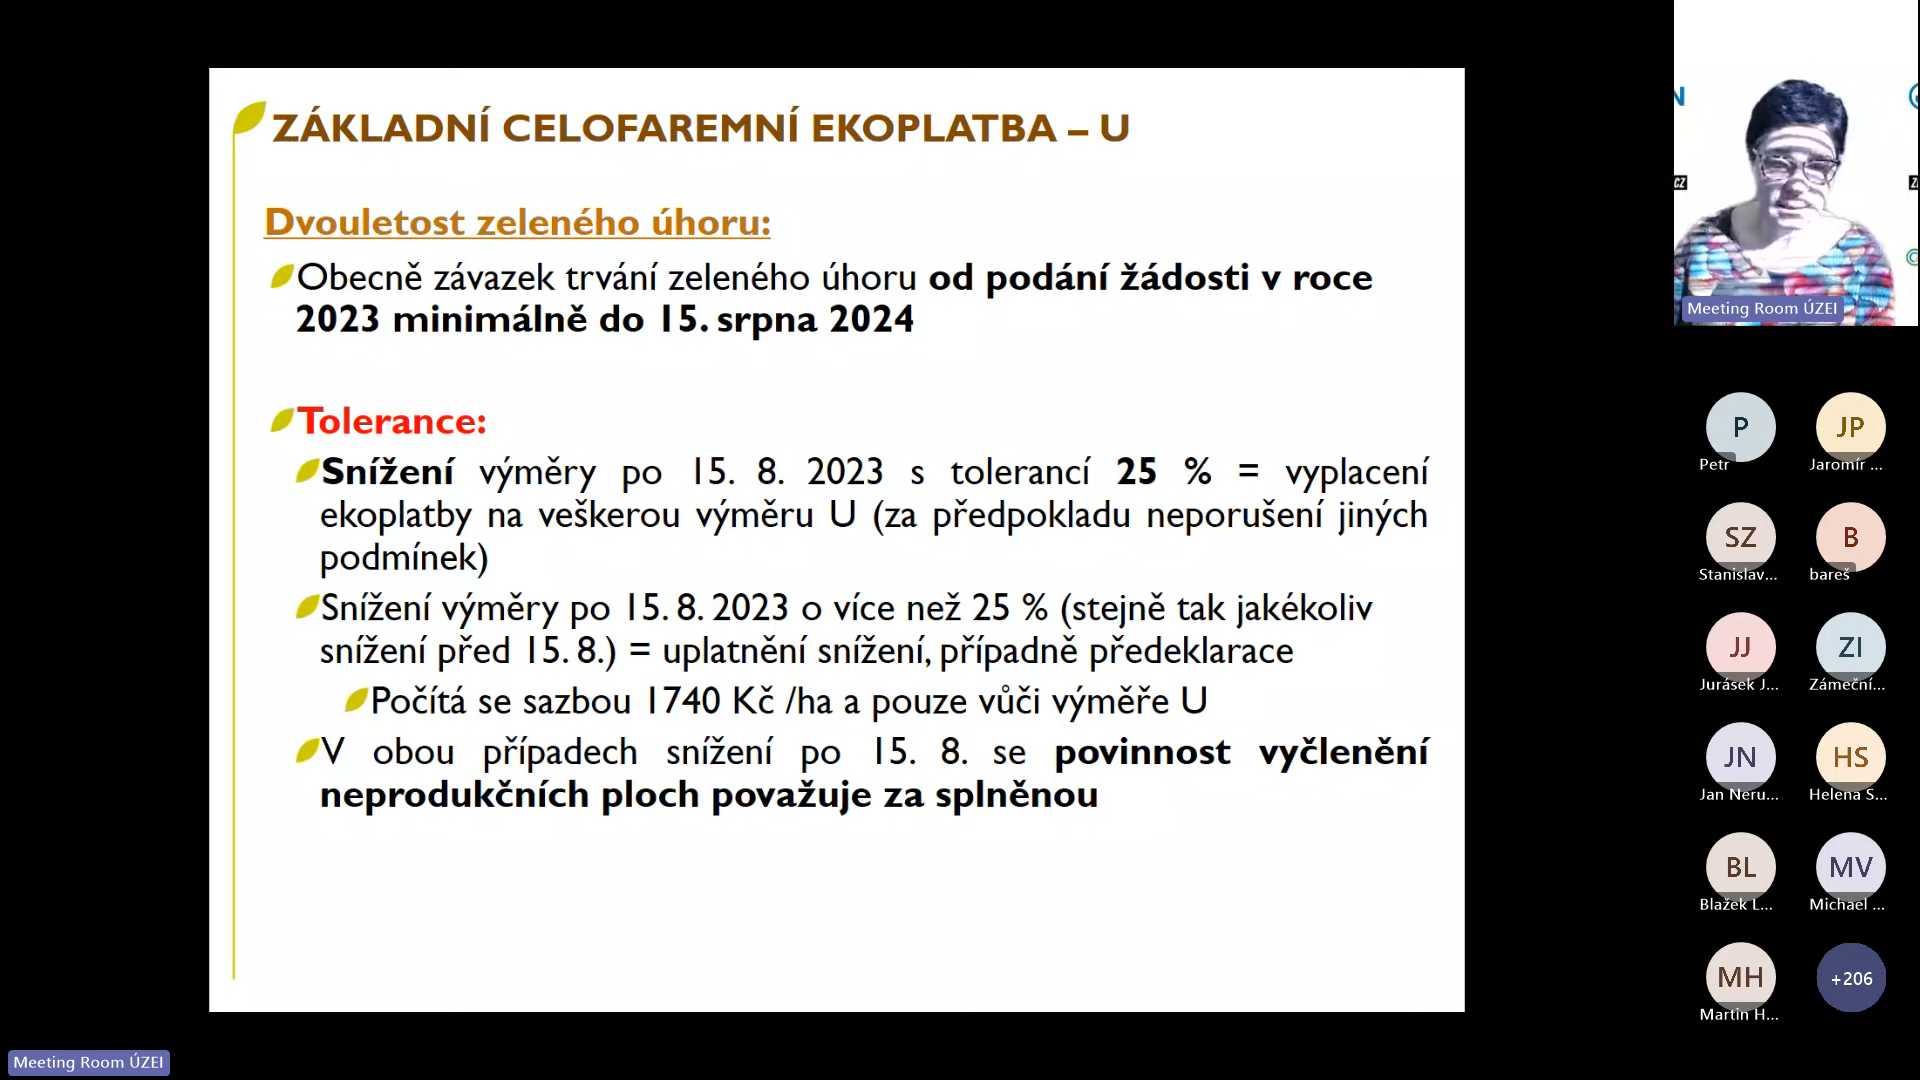 ZÁKLADNÍ CELOFAREMNÍ EKOPLATBA – U
Dvouletost zeleného úhoru:
Obecně závazek trvání zeleného úhoru od podání žádosti v roce
2023 minimálně do 15. srpna 2024
Tolerance:
Snížení výměry po 15. 8. 2023 s tolerancí 25 % = vyplacení
ekoplatby na veškerou výměru U (za předpokladu neporušení jiných
podmínek)
Snížení výměry po 15. 8. 2023 o více než 25 % (stejně tak jakékoliv
snížení před 15. 8.) = uplatnění snížení, případně předeklarace
Počítá se sazbou 1740 Kč /ha a pouze vůči výměře U
V obou případech snížení po 15. 8. se povinnost vyčlenění
neprodukčních ploch považuje za splněnou
Meeting Room ÚZEI
P
Petr
JP
Jaromír ...
SZ
Stanislav...
B
bareš
JJ
Jurásek J...
ZI
Zámeční...
JN
Jan Neru...
HS
Helena S...
BL
Blažek L...
MV
Michael ...
MH
Martin H...
+206
Meeting Room ÚZEI